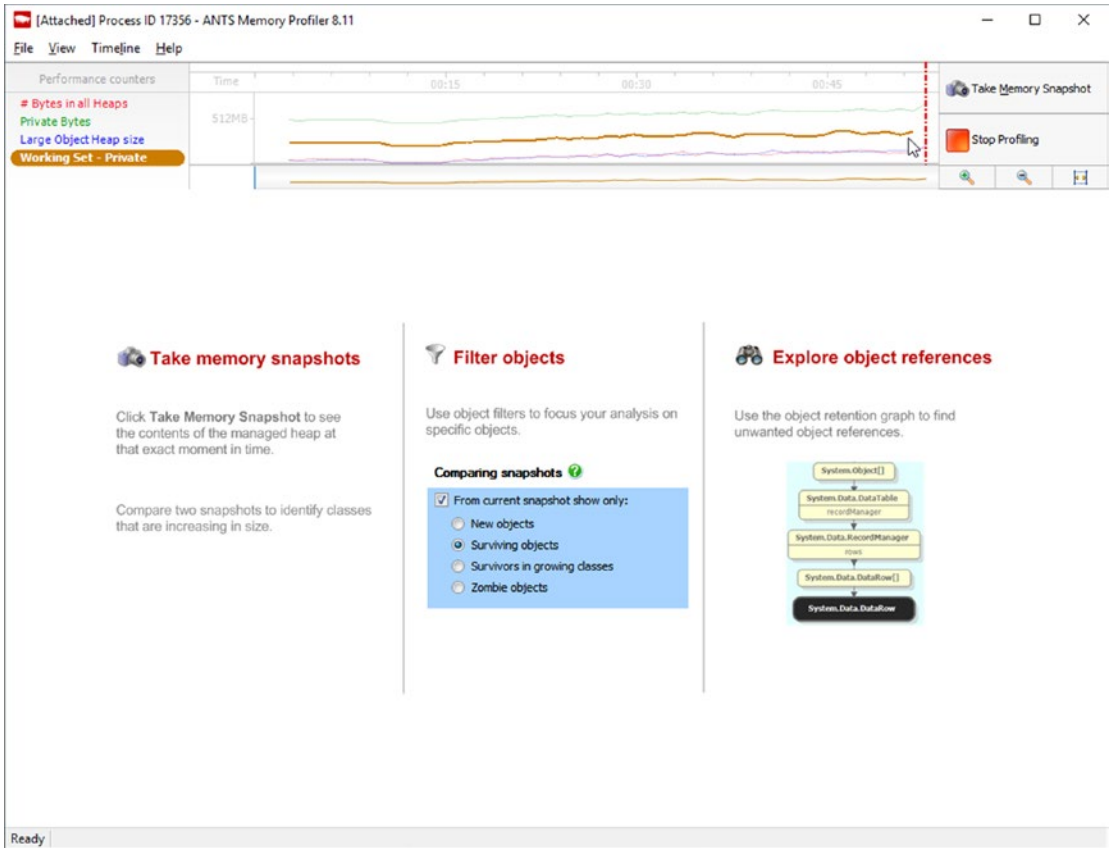 [Attached] Process ID 17356 - ANTS Memory Profiler 8.11
File View Timeline Help
Performance counters
# Bytes in all Heaps
Private Bytes
Large Object Heap size
Working Set - Private
Time 00:15 00:30 00:45
512MB
Take Memory Snapshot
Stop Profiling
Take memory snapshots
Click Take Memory Snapshot to see
the contents of the managed heap at
that exact moment in time.
Compare two snapshots to identify classes
that are increasing in size.
Filter objects
Use object filters to focus your analysis on
specific objects.
Comparing snapshots
From current snapshot show only:
New objects
Surviving objects
Survivors in growing classes
Zombie objects
Explore object references
Use the object retention graph to find
unwanted object references.
System.Object[]
System.Data.DataTable
recordManager
System.Data.RecordManager
rows
System.Data.DataRow[]
System.Data.DataRow
Ready